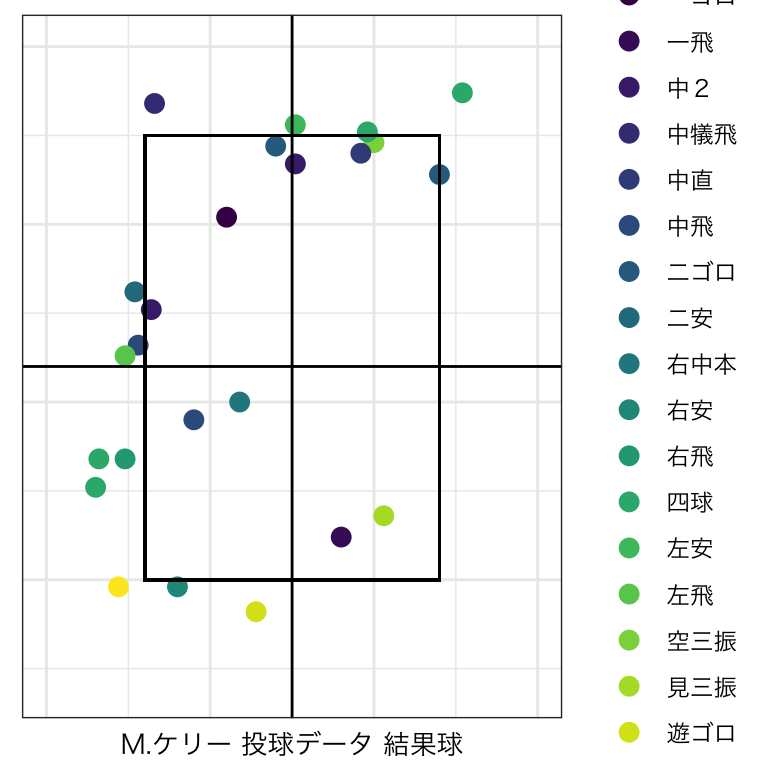 一飛
中２
中犠飛
中直
中飛
二ゴロ
二安
右中本
右安
右飛
四球
左安
左飛
空三振
見三振
遊ゴロ
M.ケリー 投球データ 結果球